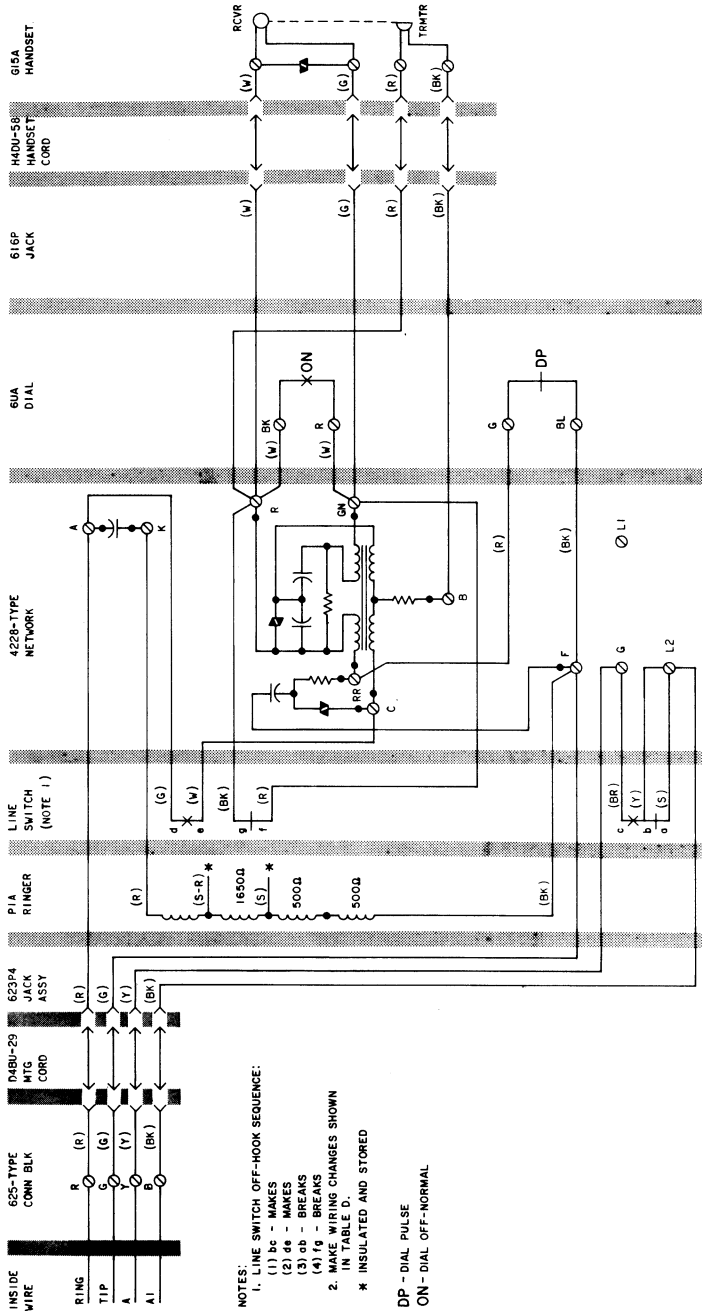 INSIDE
WIRE
625-TYPE
CONN BLK
D4BU-29
MTG
CORD
623P4
JACK
ASSY
P1A
RINGER
LINE
SWITCH
(NOTE 1)
4228-TYPE
NETWORK
6UA
DIAL
616P
JACK
H4DU-58
HANDSET
CORD
G15A
HANDSET
RING
TIP
A
A1
R
G
Y
B
(R)
(G)
(Y)
(BK)
(R)
(G)
(Y)
(BK)
(R)
(S-R)
*
1650Ω
(S)
*
500Ω
500Ω
(BK)
(G)
d
e
(W)
(BK)
g
f
(R)
(BR)
c
(Y)
b
(S)
a
A
K
R
GN
RR
C
B
F
G
L2
L1
(R)
(BK)
(W)
BK
ON
R
(W)
G
DP
BL
(W)
(G)
(R)
(BK)
(W)
(G)
(R)
(BK)
RCVR
TRMTR
NOTES:
1. LINE SWITCH OFF-HOOK SEQUENCE:
(1) bc - MAKES
(2) de - MAKES
(3) ab - BREAKS
(4) fg - BREAKS
2. MAKE WIRING CHANGES SHOWN
IN TABLE D.
* INSULATED AND STORED
DP - DIAL PULSE
ON - DIAL OFF-NORMAL